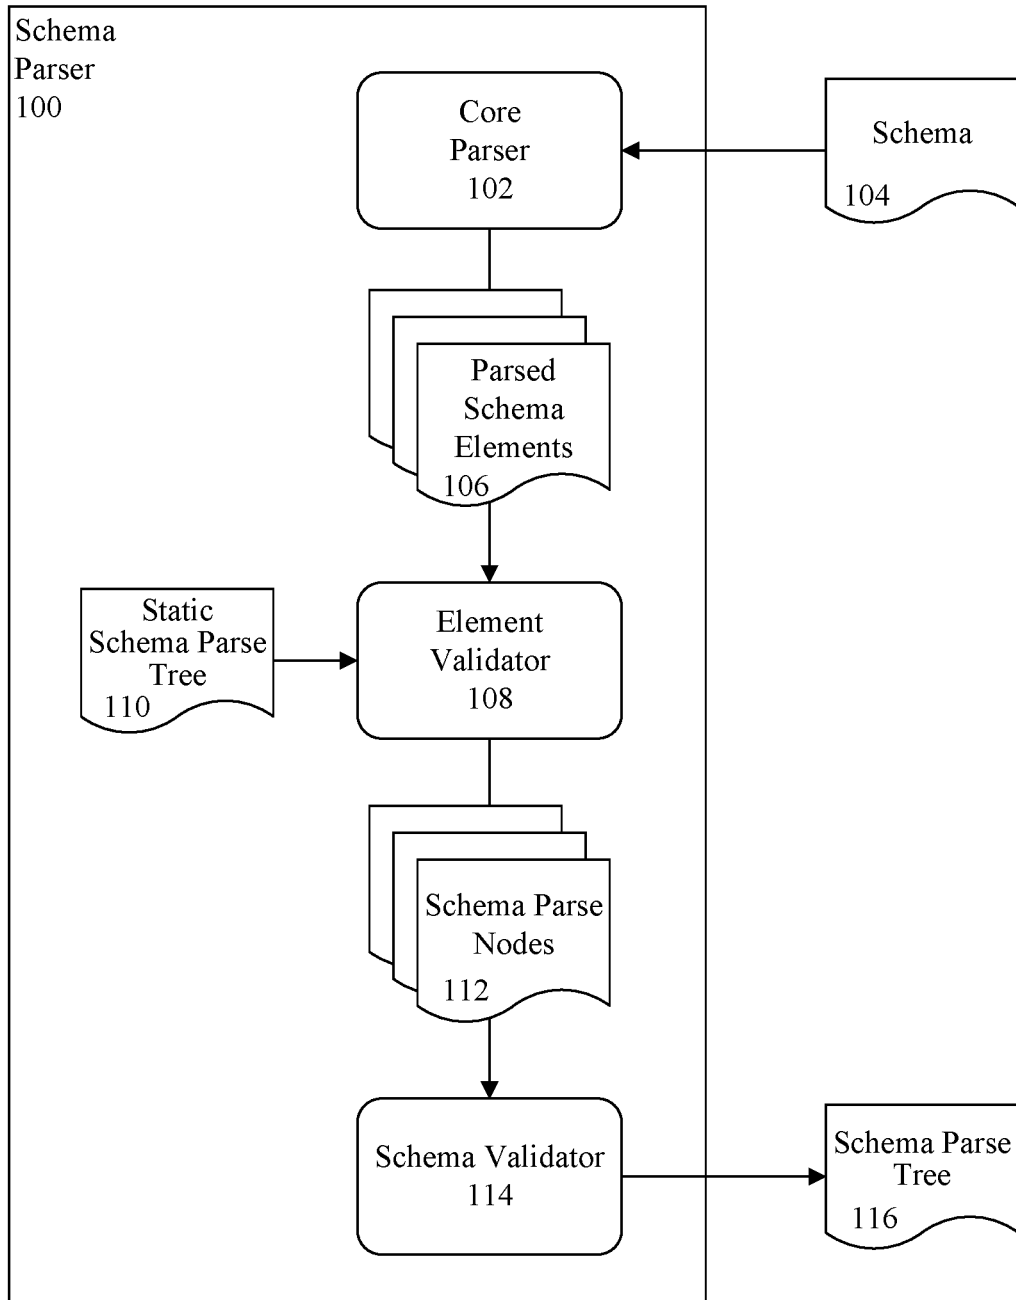 Schema
Parser
100
Core
Parser
102
Schema
104
Parsed
Schema
Elements
106
Static
Schema Parse
Tree
110
Element
Validator
108
Schema Parse
Nodes
112
Schema Validator
114
Schema Parse
Tree
116